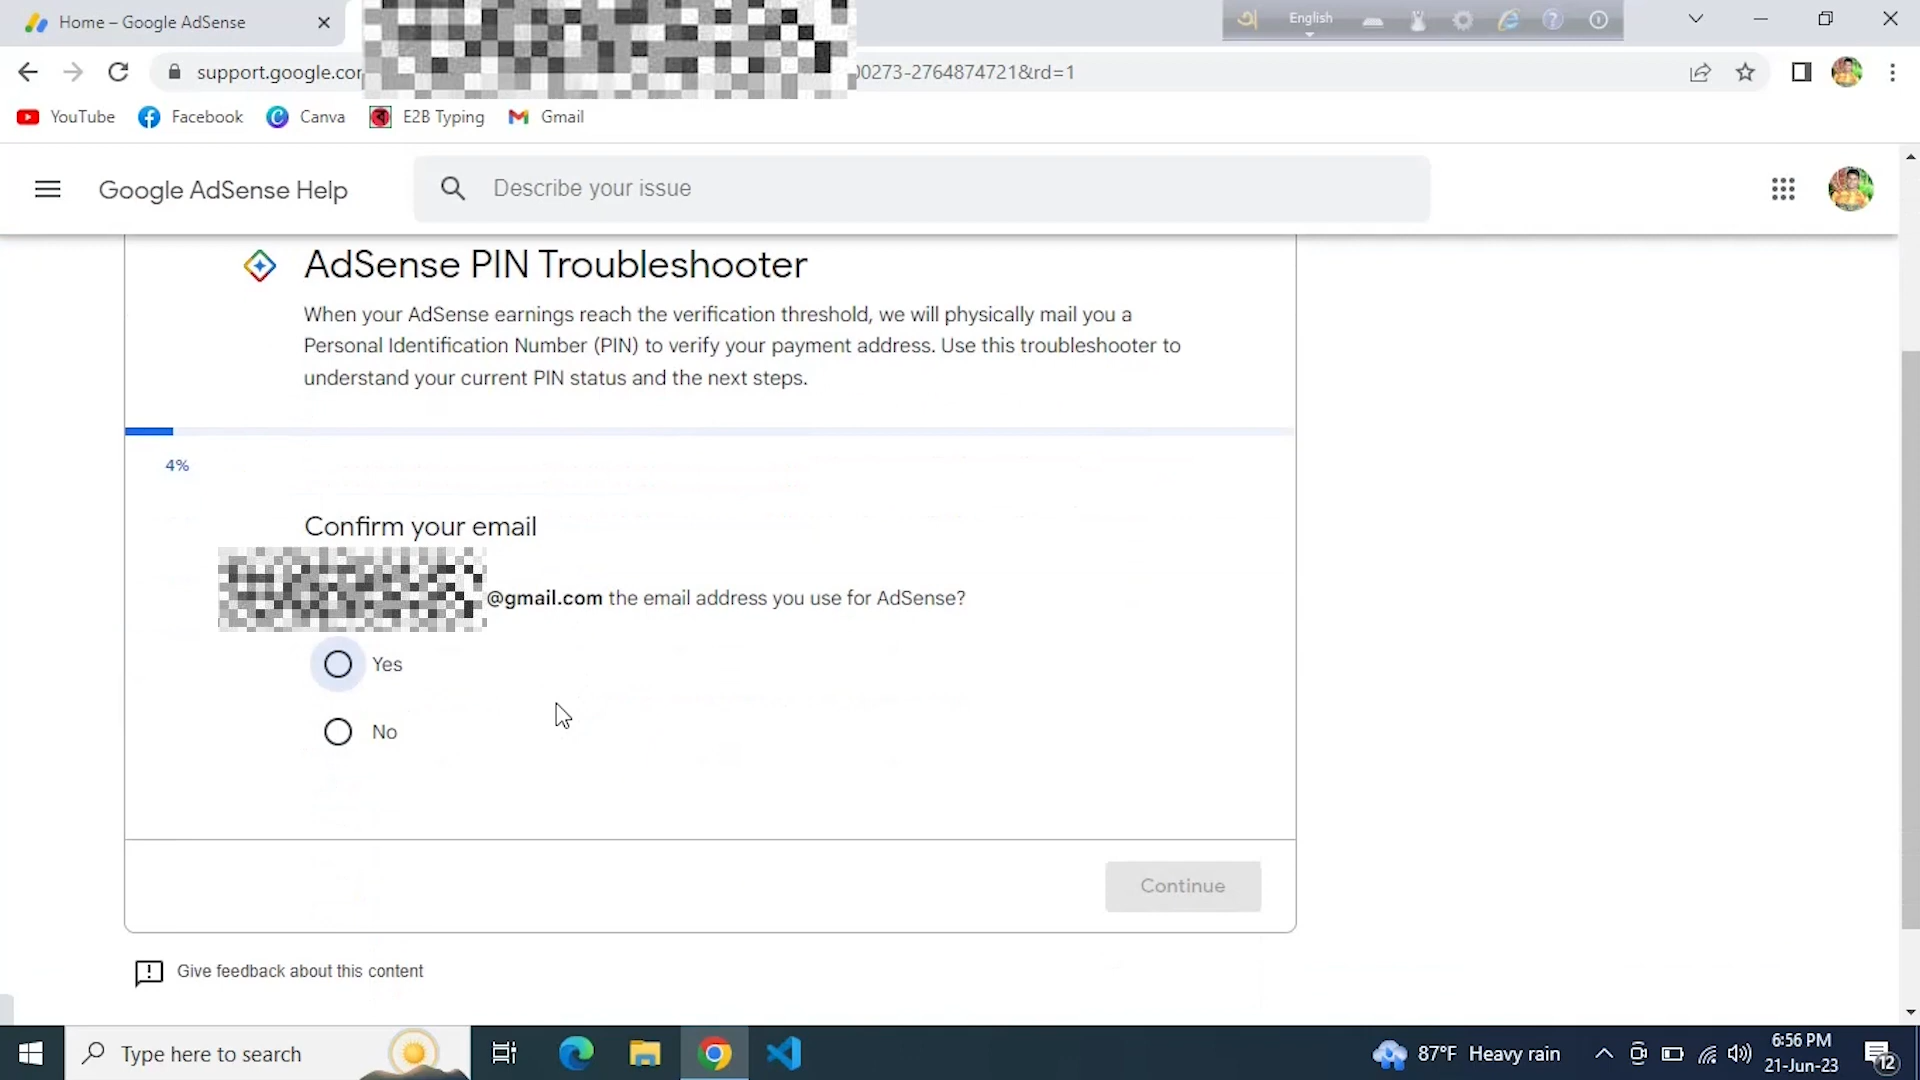 Home – Google AdSense
English
support.google.com
00273-2764874721&rd=1
YouTube
Facebook
Canva
E2B Typing
Gmail
Google AdSense Help
Describe your issue
AdSense PIN Troubleshooter
When your AdSense earnings reach the verification threshold, we will physically mail you a
Personal Identification Number (PIN) to verify your payment address. Use this troubleshooter to
understand your current PIN status and the next steps.
4%
Confirm your email
@gmail.com the email address you use for AdSense?
Yes
No
Continue
Give feedback about this content
Type here to search
87°F Heavy rain
6:56 PM
21-Jun-23
12